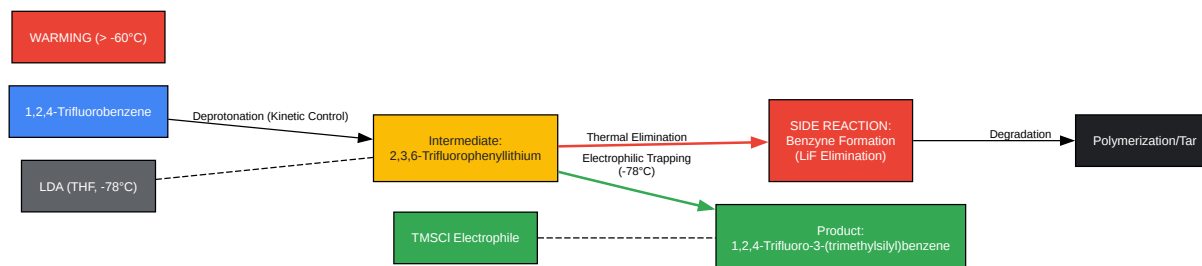 WARMING (> -60°C)
1,2,4-Trifluorobenzene
LDA (THF, -78°C)
Deprotonation (Kinetic Control)
Intermediate:
2,3,6-Trifluorophenyllithium
TMSCl Electrophile
Thermal Elimination
Electrophilic Trapping
(-78°C)
SIDE REACTION:
Benzyne Formation
(LiF Elimination)
Product:
1,2,4-Trifluoro-3-(trimethylsilyl)benzene
Degradation
Polymerization/Tar